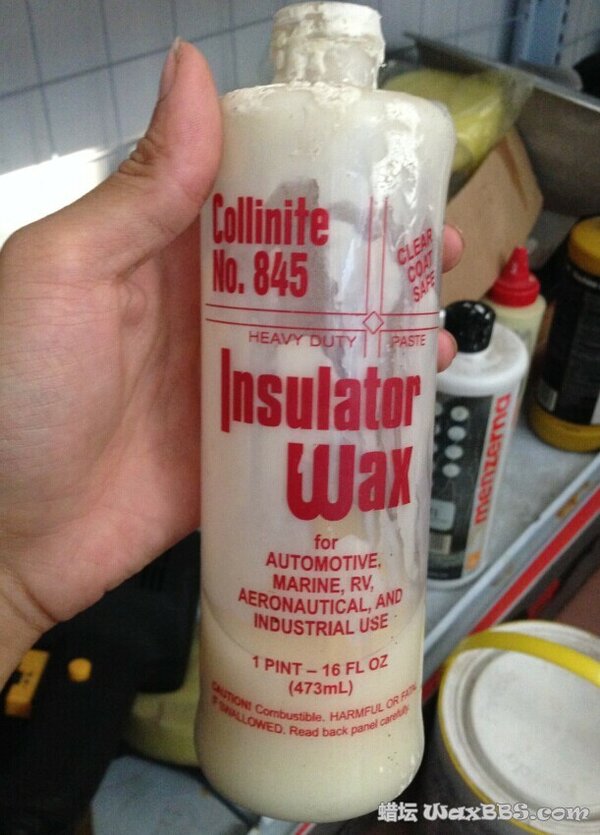 Collinite
No. 845
CLEAR
COAT
SAFE
HEAVY DUTY PASTE
Insulator
Wax
for
AUTOMOTIVE,
MARINE, RV,
AERONAUTICAL, AND
INDUSTRIAL USE
1 PINT – 16 FL OZ
(473mL)
CAUTION! Combustible. HARMFUL OR FATAL
IF SWALLOWED. Read back panel carefully.
menzerna
蜡坛 WaxBBS.com